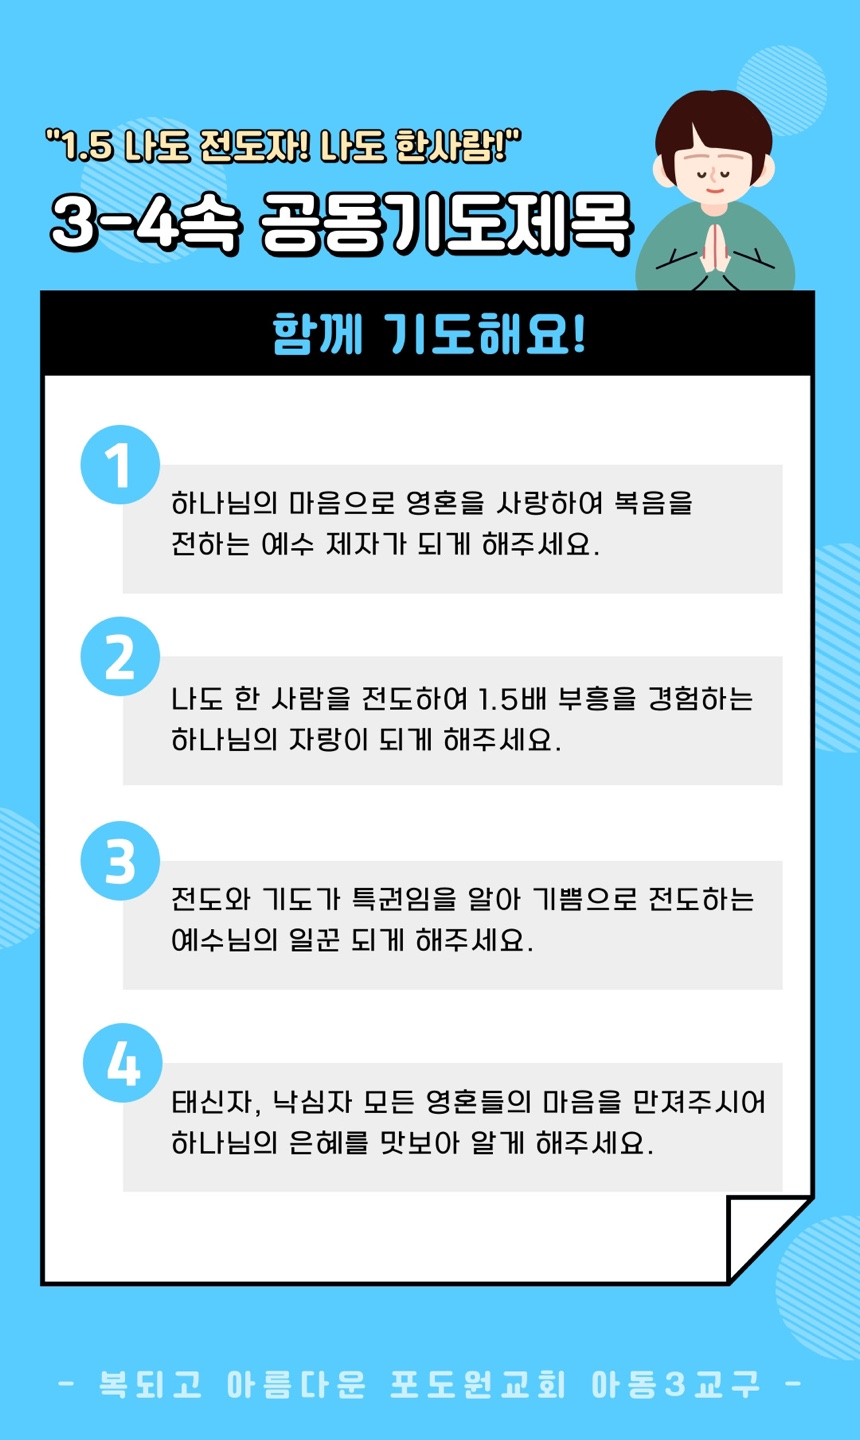 "1.5 나도 전도자! 나도 한사람!"
3-4속 공동기도제목
함께 기도해요!
1
하나님의 마음으로 영혼을 사랑하여 복음을
전하는 예수 제자가 되게 해주세요.
2
나도 한 사람을 전도하여 1.5배 부흥을 경험하는
하나님의 자랑이 되게 해주세요.
3
전도와 기도가 특권임을 알아 기쁨으로 전도하는
예수님의 일꾼 되게 해주세요.
4
태신자, 낙심자 모든 영혼들의 마음을 만져주시어
하나님의 은혜를 맛보아 알게 해주세요.
- 복되고 아름다운 포도원교회 아동3교구 -